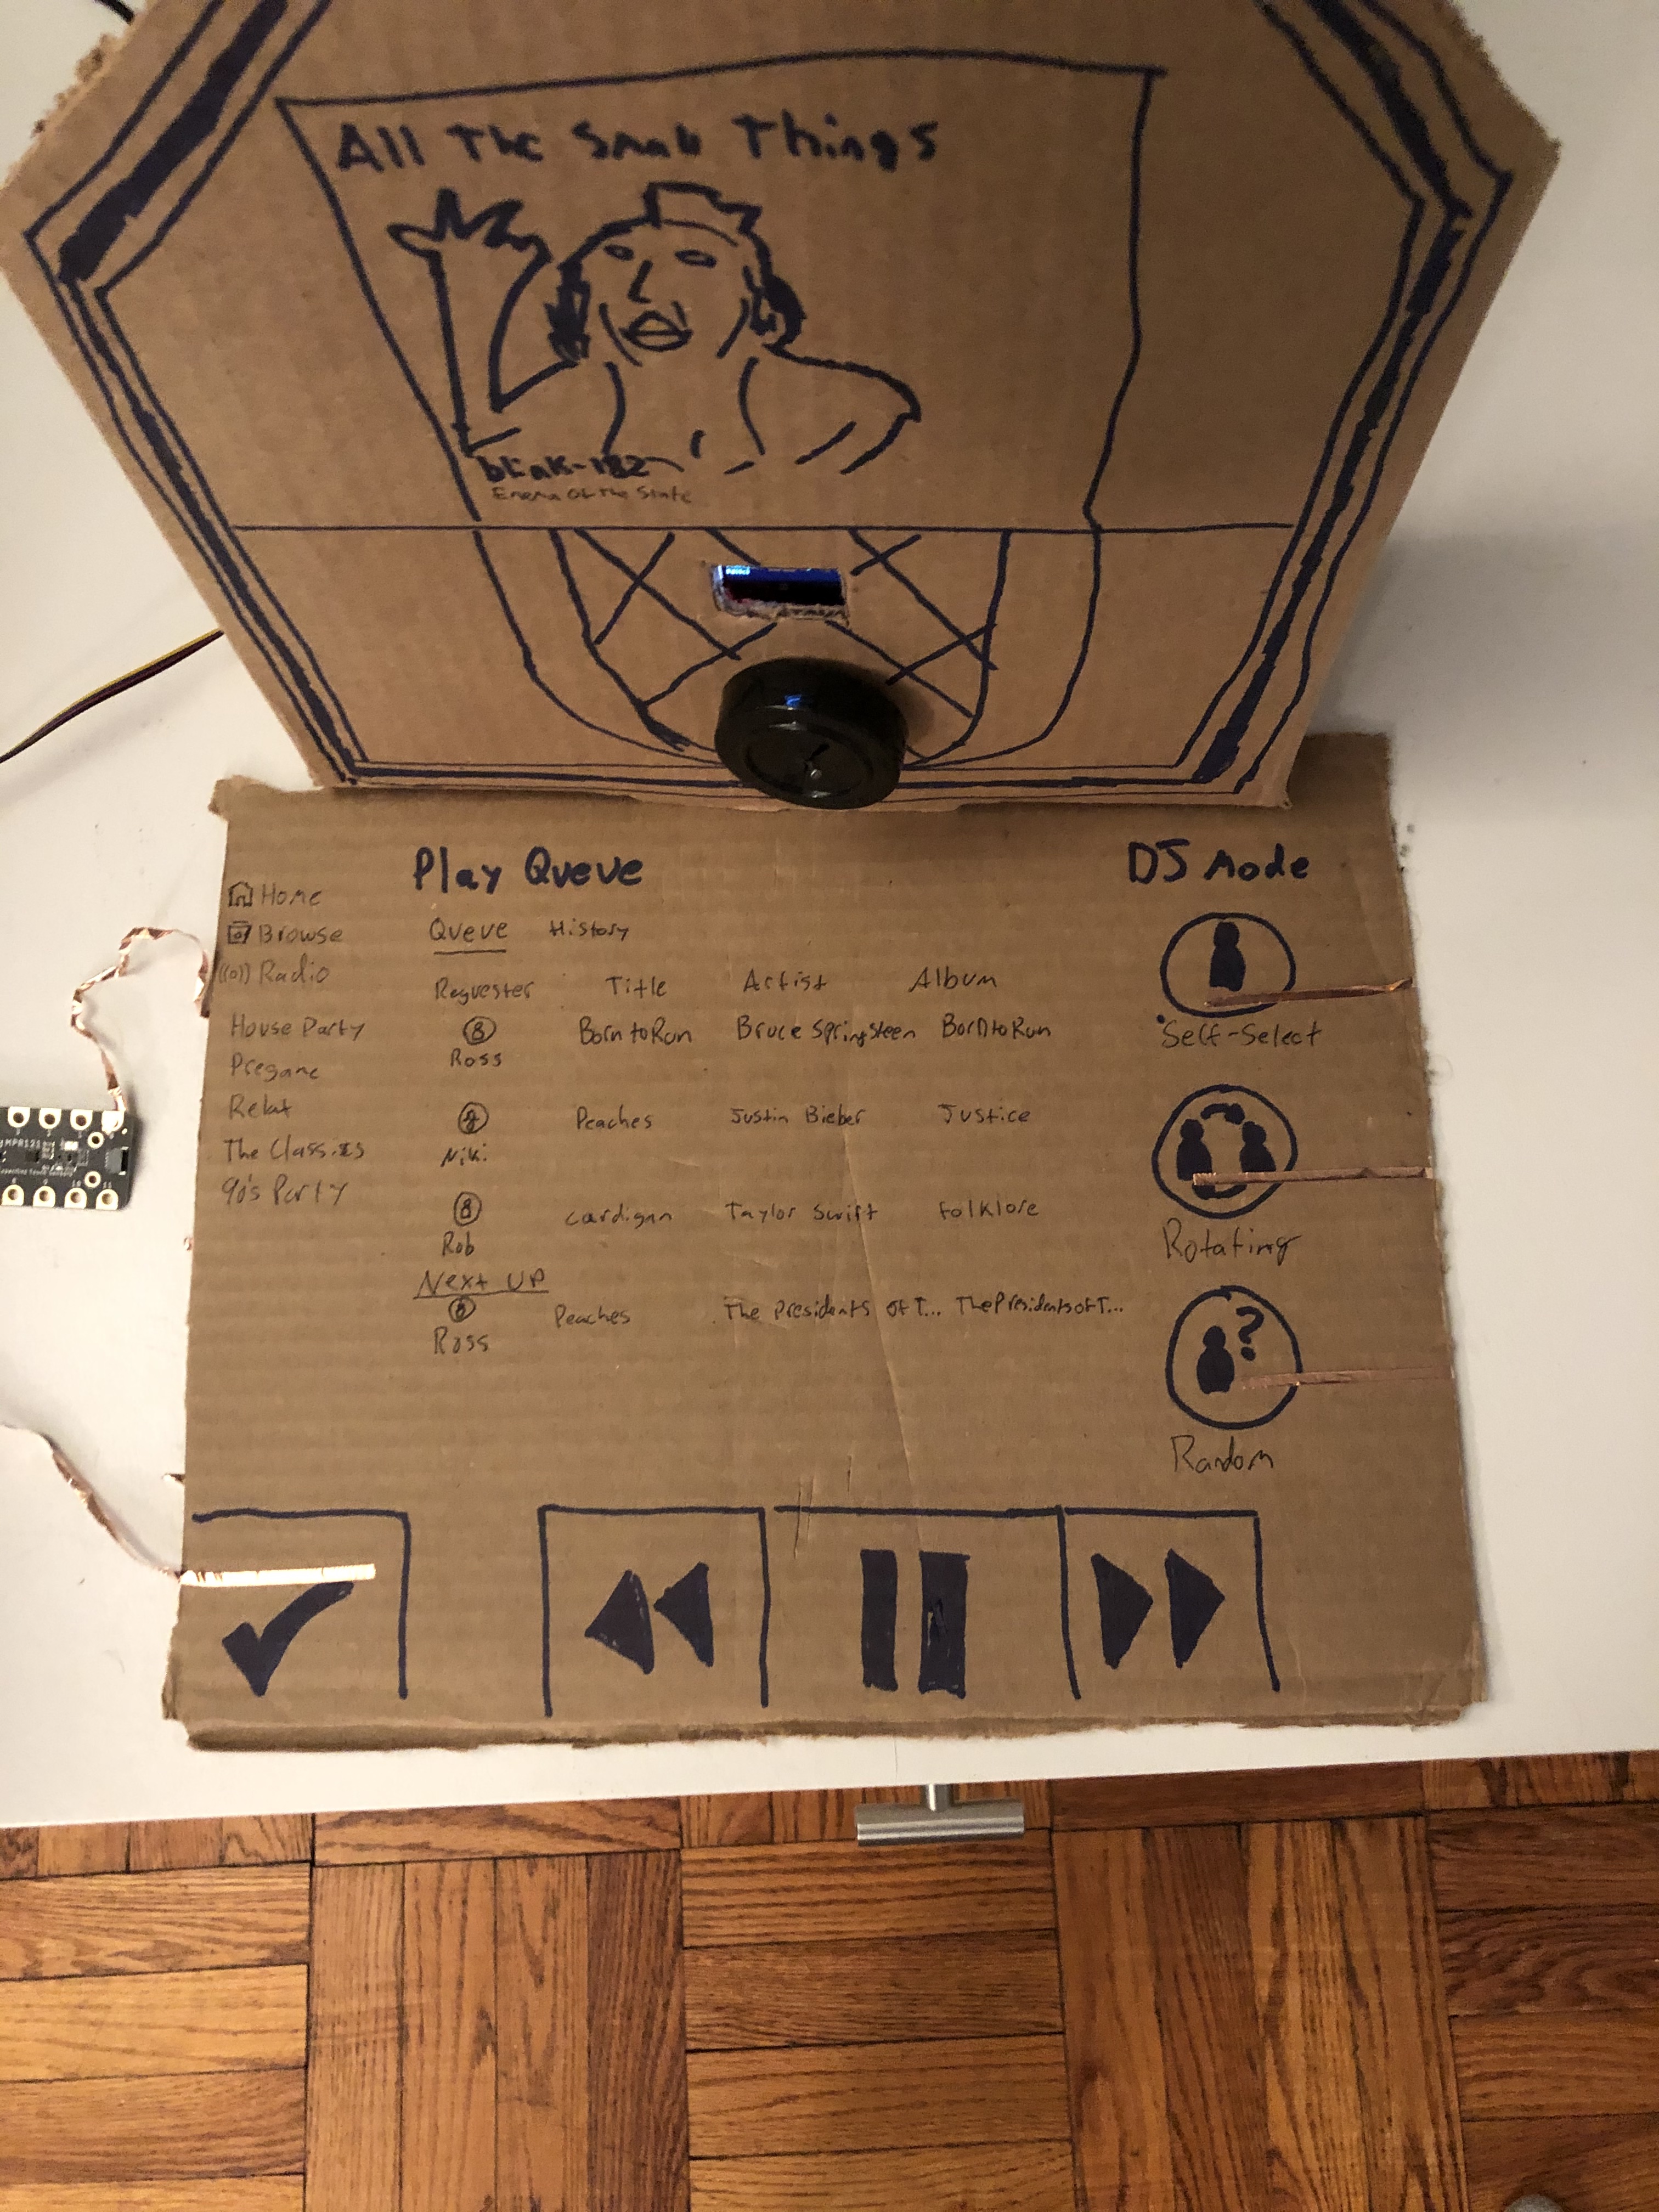 All The Small Things
blink-182
Enema Of The State
Play Queue
DJ Mode
Home
Browse
Radio
House Party
Pregame
Relax
The Classics
90's Party
Queue History
Requester Title Artist Album
Ross Born to Run Bruce Springsteen Born to Run
Niki Peaches Justin Bieber Justice
Rob cardigan Taylor Swift Folklore
Next UP
Ross Peaches The Presidents Of T... The Presidents of T...
Self-Select
Rotating
?
Random
MPR121